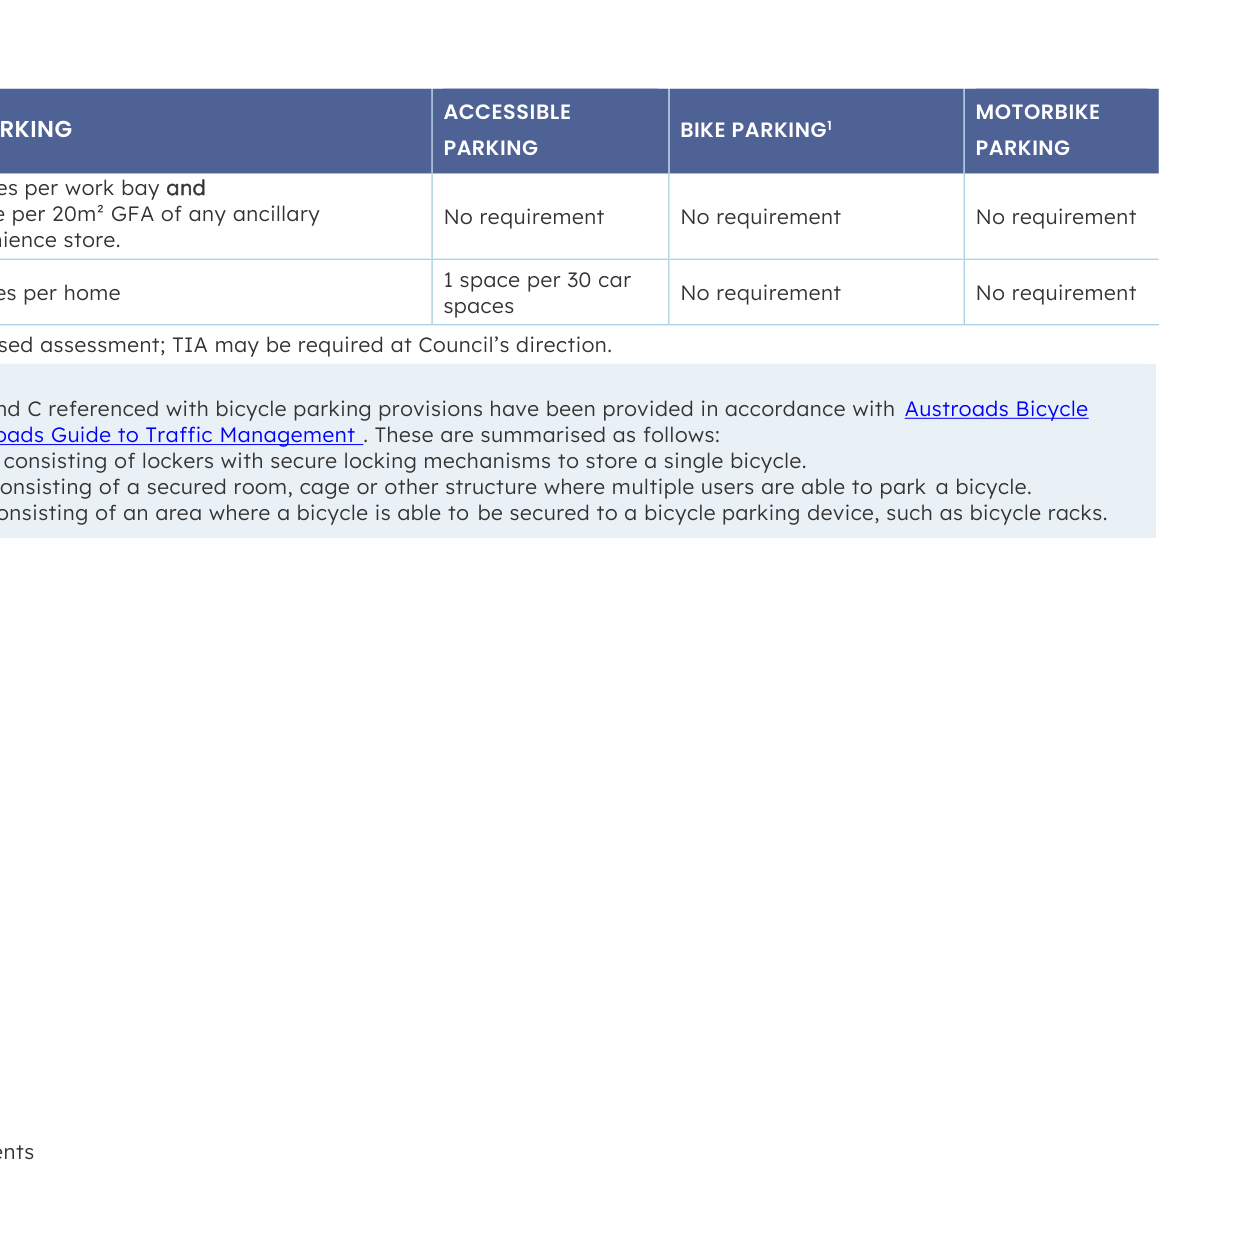 RKING
ACCESSIBLE
PARKING
BIKE PARKING¹
MOTORBIKE
PARKING
es per work bay and
e per 20m² GFA of any ancillary
nience store.
No requirement
No requirement
No requirement
es per home
1 space per 30 car
spaces
No requirement
No requirement
sed assessment; TIA may be required at Council’s direction.
nd C referenced with bicycle parking provisions have been provided in accordance with Austroads Bicycle
oads Guide to Traffic Management . These are summarised as follows:
consisting of lockers with secure locking mechanisms to store a single bicycle.
onsisting of a secured room, cage or other structure where multiple users are able to park a bicycle.
onsisting of an area where a bicycle is able to be secured to a bicycle parking device, such as bicycle racks.
ents